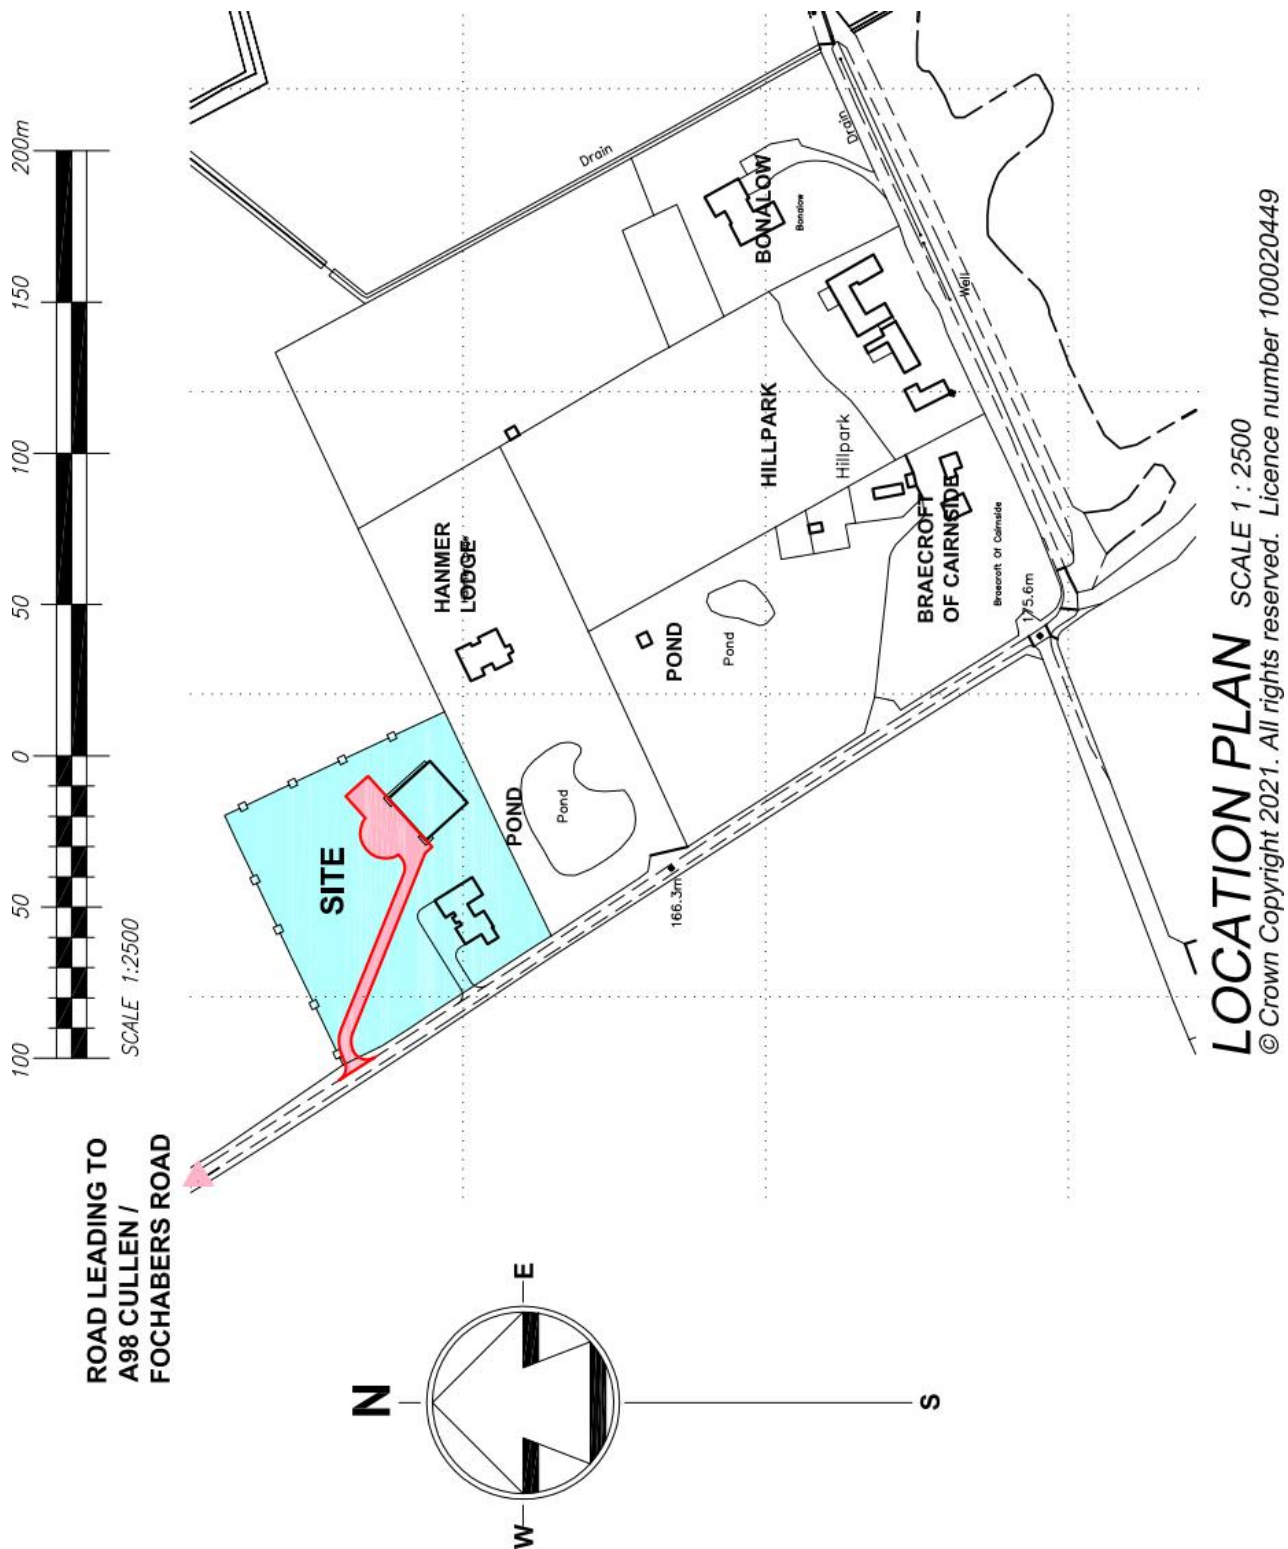 200m
150
100
50
0
50
100
SCALE 1:2500
ROAD LEADING TO
A98 CULLEN /
FOCHABERS ROAD
N
E
S
W
SITE
HANMER
LODGE
POND
Pond
166.3m
POND
Pond
Drain
BONALOW
Bonalow
Drain
Well
HILLPARK
Hillpark
BRAECROFT
OF CAIRNSIDE
Braecroft Of Cairnside
175.6m
LOCATION PLAN SCALE 1 : 2500
© Crown Copyright 2021. All rights reserved. Licence number 100020449